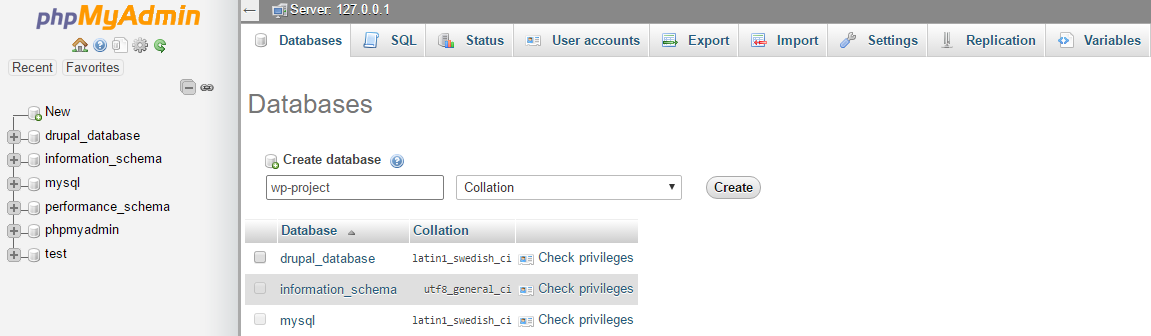 phpMyAdmin
Recent Favorites
New
drupal_database
information_schema
mysql
performance_schema
phpmyadmin
test
← Server: 127.0.0.1
Databases SQL Status User accounts Export Import Settings Replication Variables
Databases
Create database
wp-project Collation Create
Database Collation
drupal_database latin1_swedish_ci Check privileges
information_schema utf8_general_ci Check privileges
mysql latin1_swedish_ci Check privileges